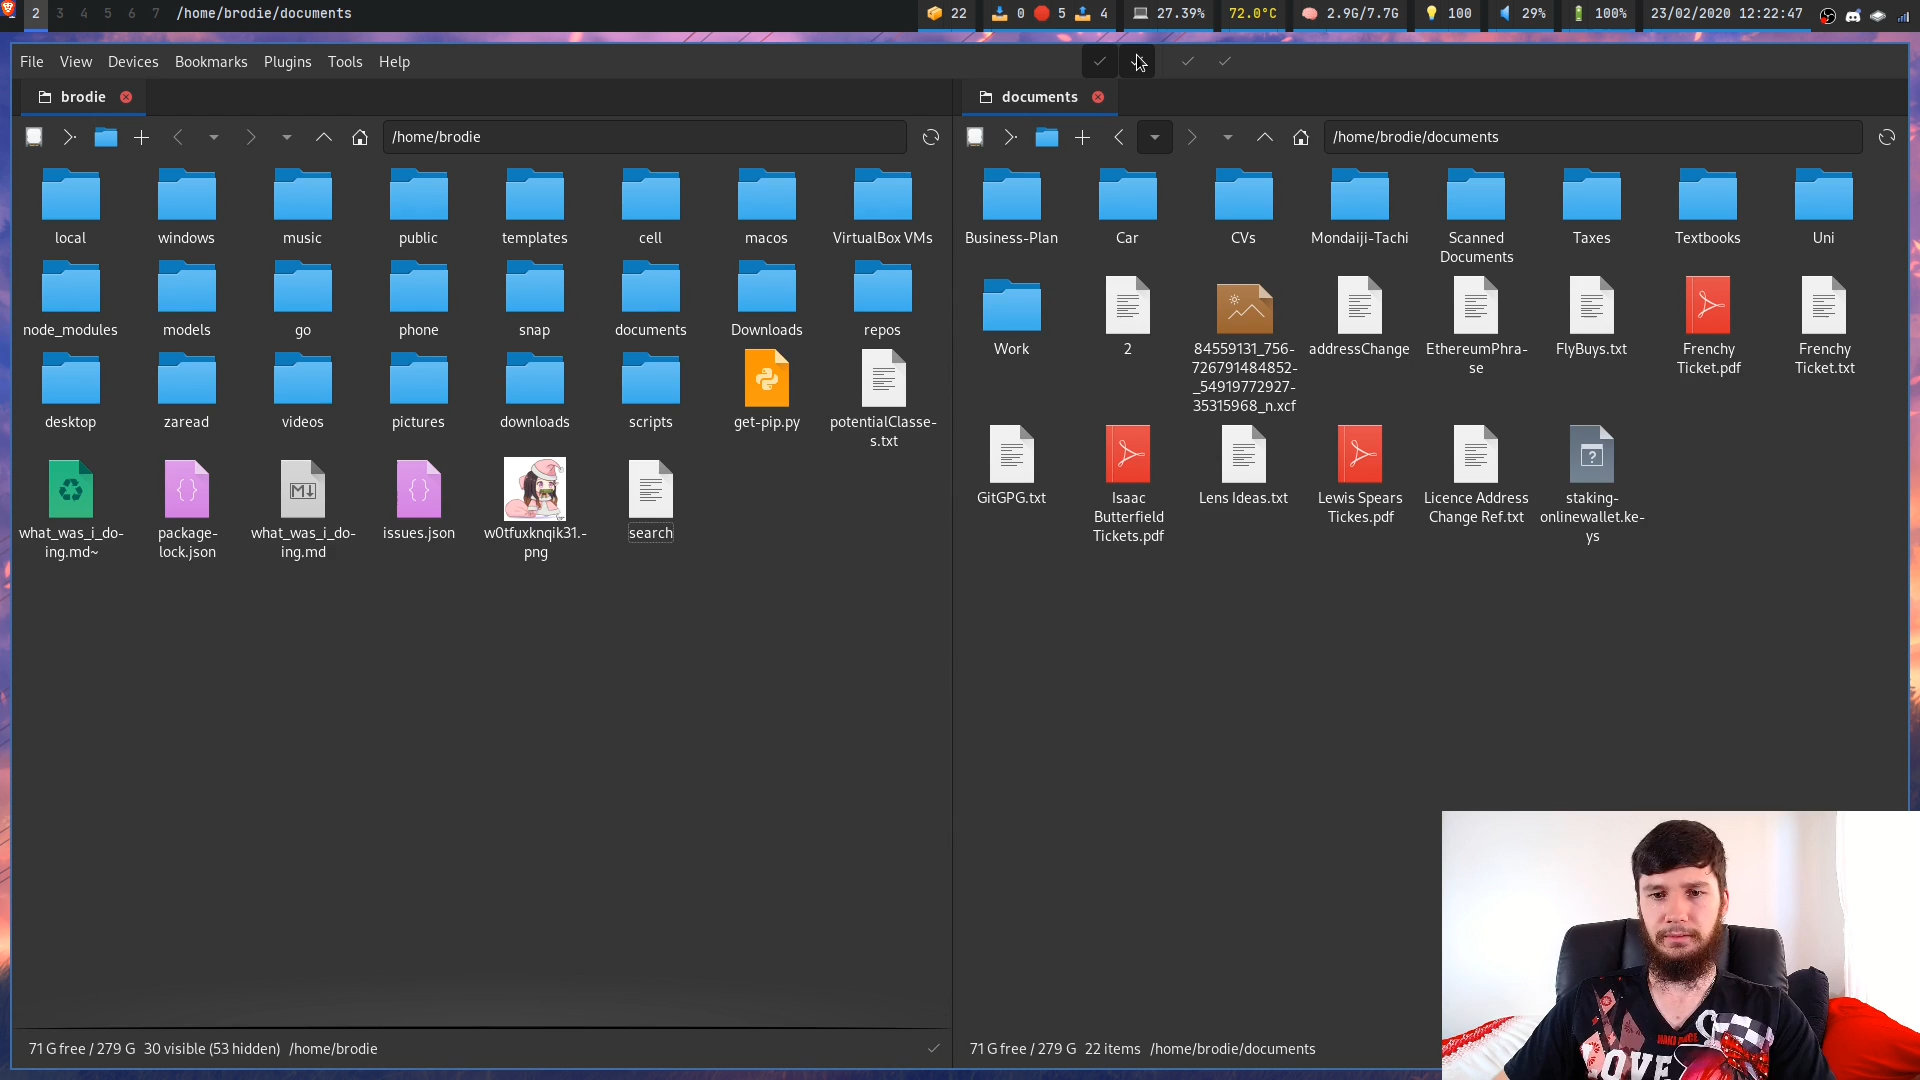 2 3 4 5 6 7 /home/brodie/documents 22 0 5 4 27.39% 72.0°C 2.9G/7.7G 100 29% 100% 23/02/2020 12:22:47
File View Devices Bookmarks Plugins Tools Help
brodie
/home/brodie
local windows music public templates cell macos VirtualBox VMs
node_modules models go phone snap documents Downloads repos
desktop zaread videos pictures downloads scripts get-pip.py potentialClasse-
s.txt
what_was_i_do- package- what_was_i_do- issues.json w0tfuxknqik31.- search
ing.md~ lock.json ing.md png
71 G free / 279 G 30 visible (53 hidden) /home/brodie
documents
/home/brodie/documents
Business-Plan Car CVs Mondaiji-Tachi Scanned Taxes Textbooks Uni
Documents
Work 2 84559131_756- addressChange EthereumPhra- FlyBuys.txt Frenchy Frenchy
726791484852- se Ticket.pdf Ticket.txt
_54919772927-
35315968_n.xcf
GitGPG.txt Isaac Lens Ideas.txt Lewis Spears Licence Address staking-
Butterfield Tickes.pdf Change Ref.txt onlinewallet.ke-
Tickets.pdf ys
71 G free / 279 G 22 items /home/brodie/documents
LOVE